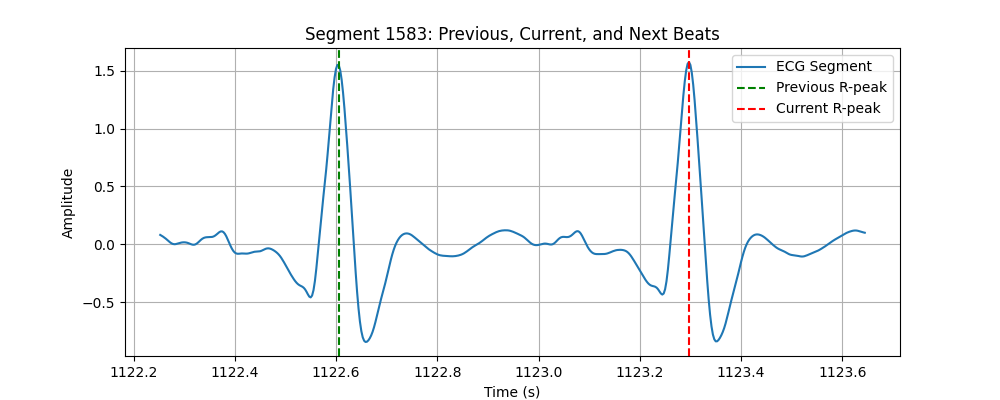 Segment 1583: Previous, Current, and Next Beats
ECG Segment
Previous R-peak
Current R-peak
Amplitude
1.5
1.0
0.5
0.0
−0.5
1122.2 1122.4 1122.6 1122.8 1123.0 1123.2 1123.4 1123.6
Time (s)